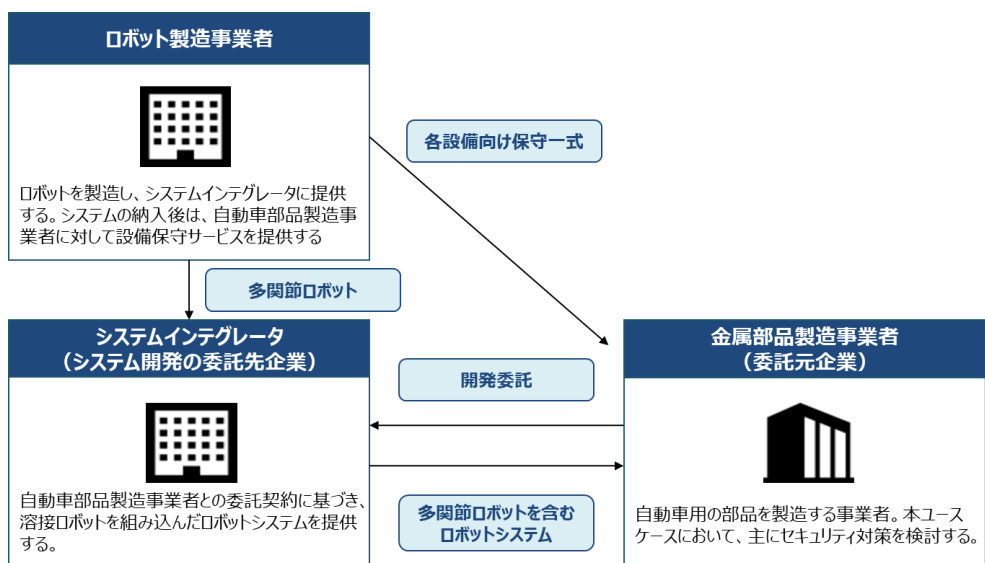 ロボット製造事業者
ロボットを製造し、システムインテグレータに提供
する。システムの納入後は、自動車部品製造事
業者に対して設備保守サービスを提供する
各設備向け保守一式
多関節ロボット
システムインテグレータ
（システム開発の委託先企業）
自動車部品製造事業者との委託契約に基づき、
溶接ロボットを組み込んだロボットシステムを提供
する。
開発委託
多関節ロボットを含む
ロボットシステム
金属部品製造事業者
（委託元企業）
自動車用の部品を製造する事業者。本ユース
ケースにおいて、主にセキュリティ対策を検討する。